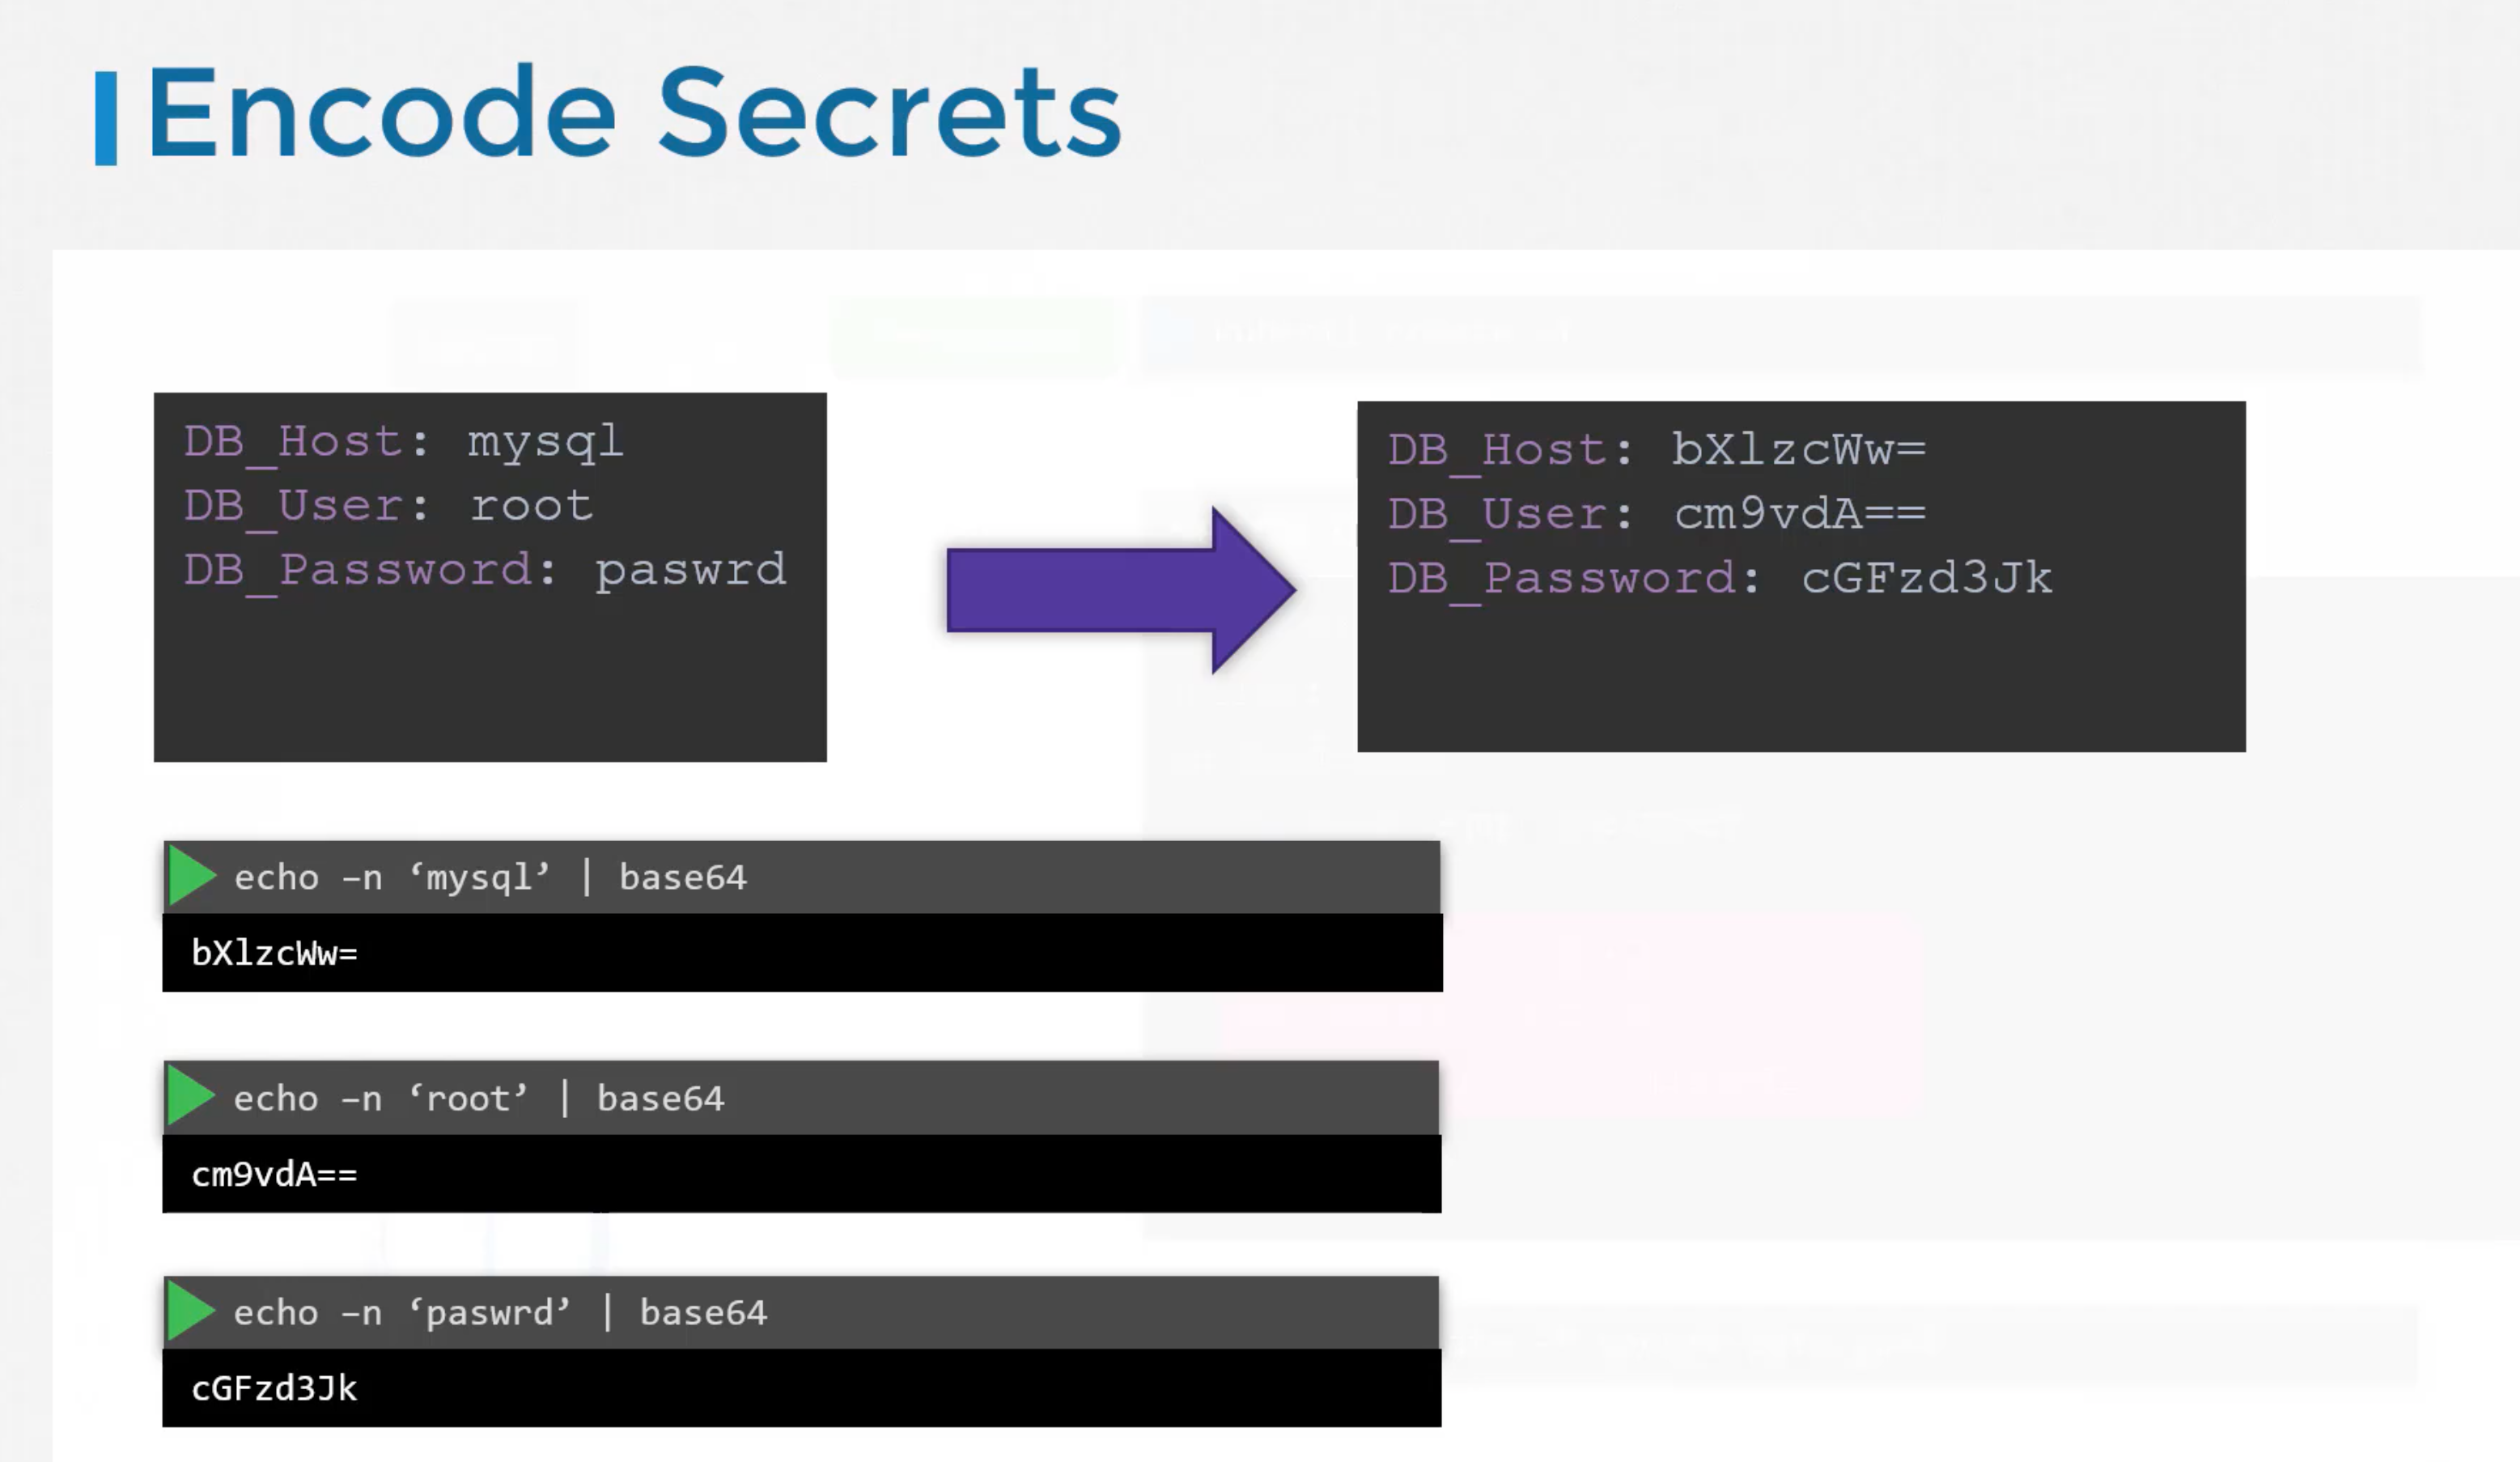 Encode Secrets
DB_Host: mysql
DB_User: root
DB_Password: paswrd
DB_Host: bXlzcWw=
DB_User: cm9vdA==
DB_Password: cGFzd3Jk
echo –n ‘mysql’ | base64
bXlzcWw=
echo –n ‘root’ | base64
cm9vdA==
echo –n ‘paswrd’ | base64
cGFzd3Jk